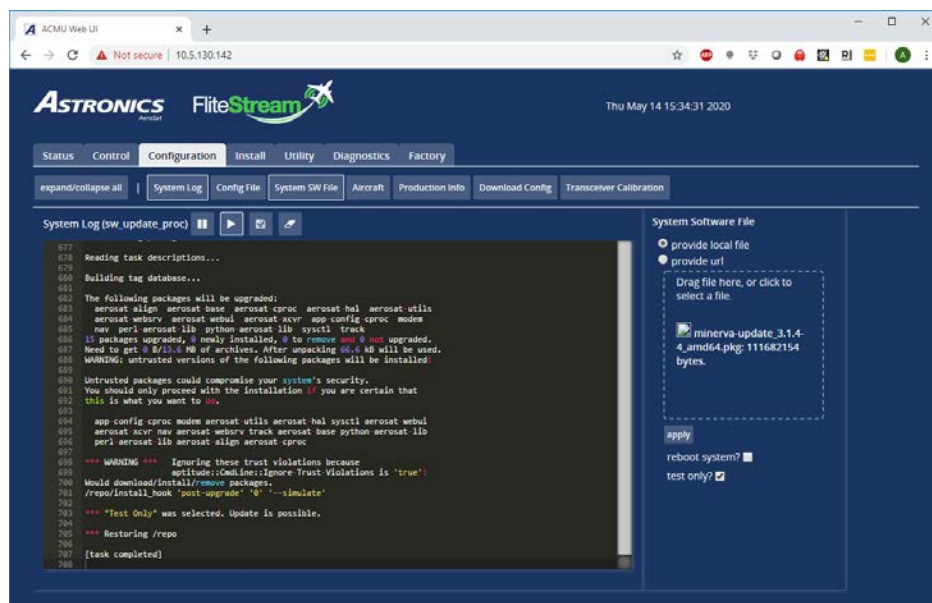 ACMU Web UI
Not secure | 10.5.130.142
ASTRONICS
AeroSat
FliteStream
Thu May 14 15:34:31 2020
Status Control Configuration Install Utility Diagnostics Factory
expand/collapse all | System Log Config File System SW File Aircraft Production Info Download Config Transceiver Calibration
System Log (sw_update_proc)
677
678 Reading task descriptions...
679
680 Building tag database...
681
682 The following packages will be upgraded:
683 aerosat-align aerosat-base aerosat-cproc aerosat-hal aerosat-utils
684 aerosat-websrv aerosat-webui aerosat-xcvr app-config-cproc modem
685 nav perl-aerosat-lib python-aerosat-lib sysctl track
686 15 packages upgraded, 0 newly installed, 0 to remove and 0 not upgraded.
687 Need to get 0 B/13.6 MB of archives. After unpacking 66.6 kB will be used.
688 WARNING: untrusted versions of the following packages will be installed!
689
690 Untrusted packages could compromise your system's security.
691 You should only proceed with the installation if you are certain that
692 this is what you want to do.
693
694 app-config-cproc modem aerosat-utils aerosat-hal sysctl aerosat-webui
695 aerosat-xcvr nav aerosat-websrv track aerosat-base python-aerosat-lib
696 perl-aerosat-lib aerosat-align aerosat-cproc
697
698 *** WARNING *** Ignoring these trust violations because
699 aptitude::CmdLine::Ignore-Trust-Violations is 'true'!
700 Would download/install/remove packages.
701 /repo/install_hook 'post-upgrade' '0' '--simulate'
702
703 *** "Test Only" was selected. Update is possible.
704
705 *** Restoring /repo
706
707 [task completed]
708
System Software File
provide local file
provide url
Drag file here, or click to
select a file.
minerva-update_3.1.4-
4_amd64.pkg: 111682154
bytes.
apply
reboot system?
test only?